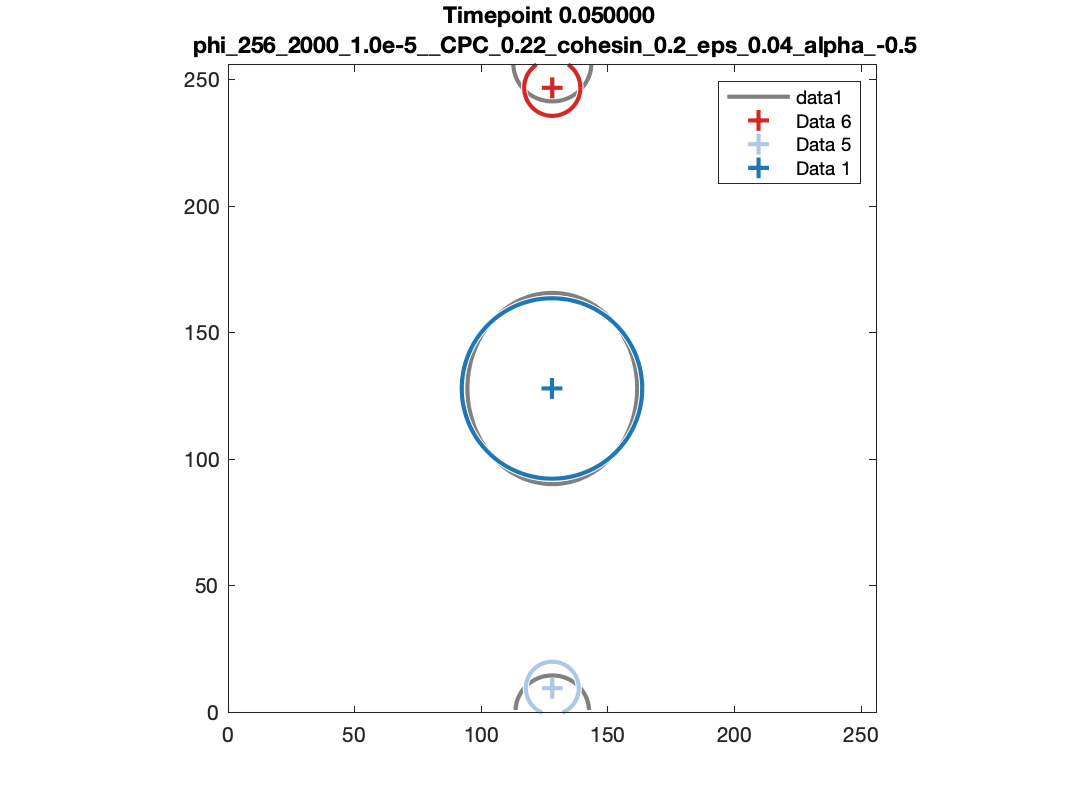 Timepoint 0.050000
phi_256_2000_1.0e-5__CPC_0.22_cohesin_0.2_eps_0.04_alpha_-0.5
250
200
150
100
50
0
data1
Data 6
Data 5
Data 1
0
50
100
150
200
250